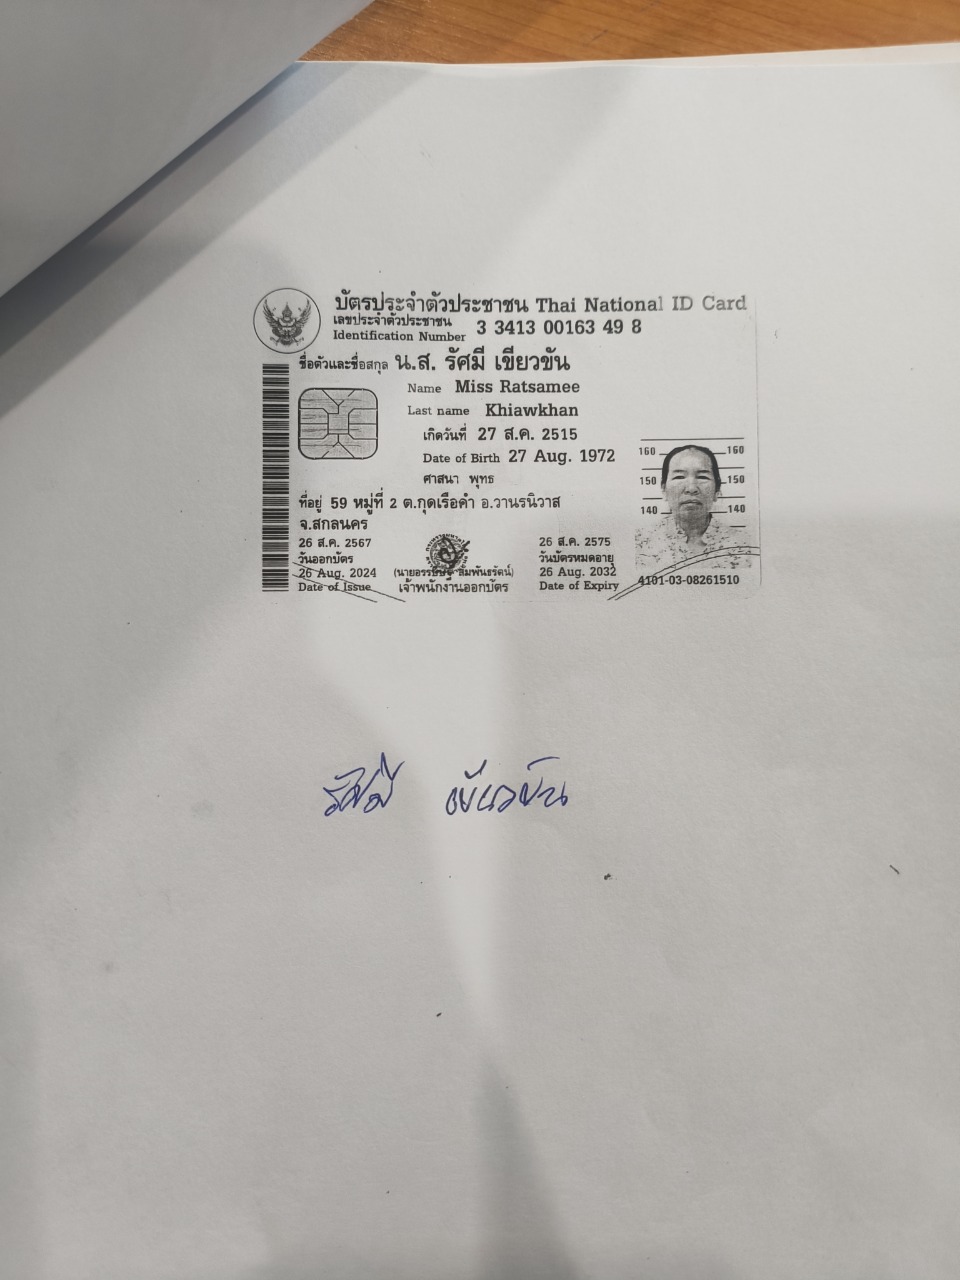 บัตรประจำตัวประชาชน Thai National ID Card
เลขประจำตัวประชาชน
Identification Number 3 3413 00163 49 8
ชื่อตัวและชื่อสกุล น.ส. รัศมี เขียวขัน
Name Miss Ratsamee
Last name Khiawkhan
เกิดวันที่ 27 ส.ค. 2515
Date of Birth 27 Aug. 1972
ศาสนา พุทธ
ที่อยู่ 59 หมู่ที่ 2 ต.กุดเรือคำ อ.วานรนิวาส
จ.สกลนคร
26 ส.ค. 2567
วันออกบัตร
26 Aug. 2024
Date of Issue
เจ้าพนักงานออกบัตร
26 ส.ค. 2575
วันบัตรหมดอายุ
26 Aug. 2032
Date of Expiry
160 160
150 150
140 140
4101-03-08261510
รัศมี เขียวขัน